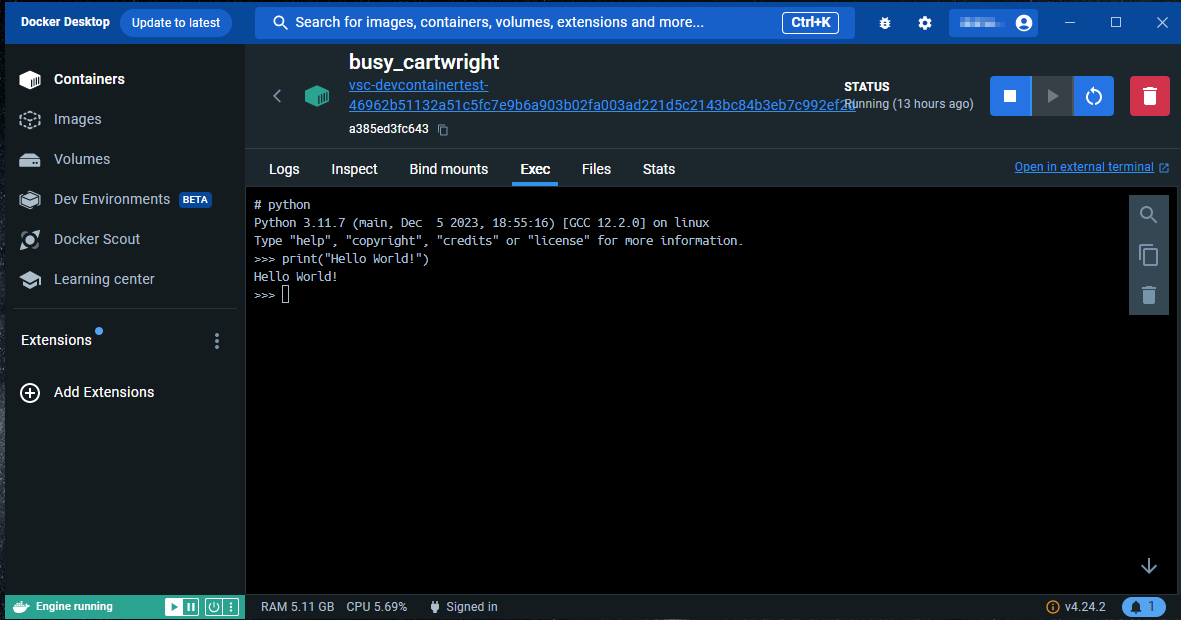 Docker Desktop
Update to latest
Search for images, containers, volumes, extensions and more...
Ctrl+K
Containers
Images
Volumes
Dev Environments BETA
Docker Scout
Learning center
Extensions
Add Extensions
busy_cartwright
vsc-devcontainertest-
46962b51132a51c5fc7e9b6a903b02fa003ad221d5c2143bc84b3eb7c992ef2d
a385ed3fc643
STATUS
Running (13 hours ago)
Logs
Inspect
Bind mounts
Exec
Files
Stats
Open in external terminal
# python
Python 3.11.7 (main, Dec  5 2023, 18:55:16) [GCC 12.2.0] on linux
Type "help", "copyright", "credits" or "license" for more information.
>>> print("Hello World!")
Hello World!
>>>
Engine running
RAM 5.11 GB
CPU 5.69%
Signed in
v4.24.2
1